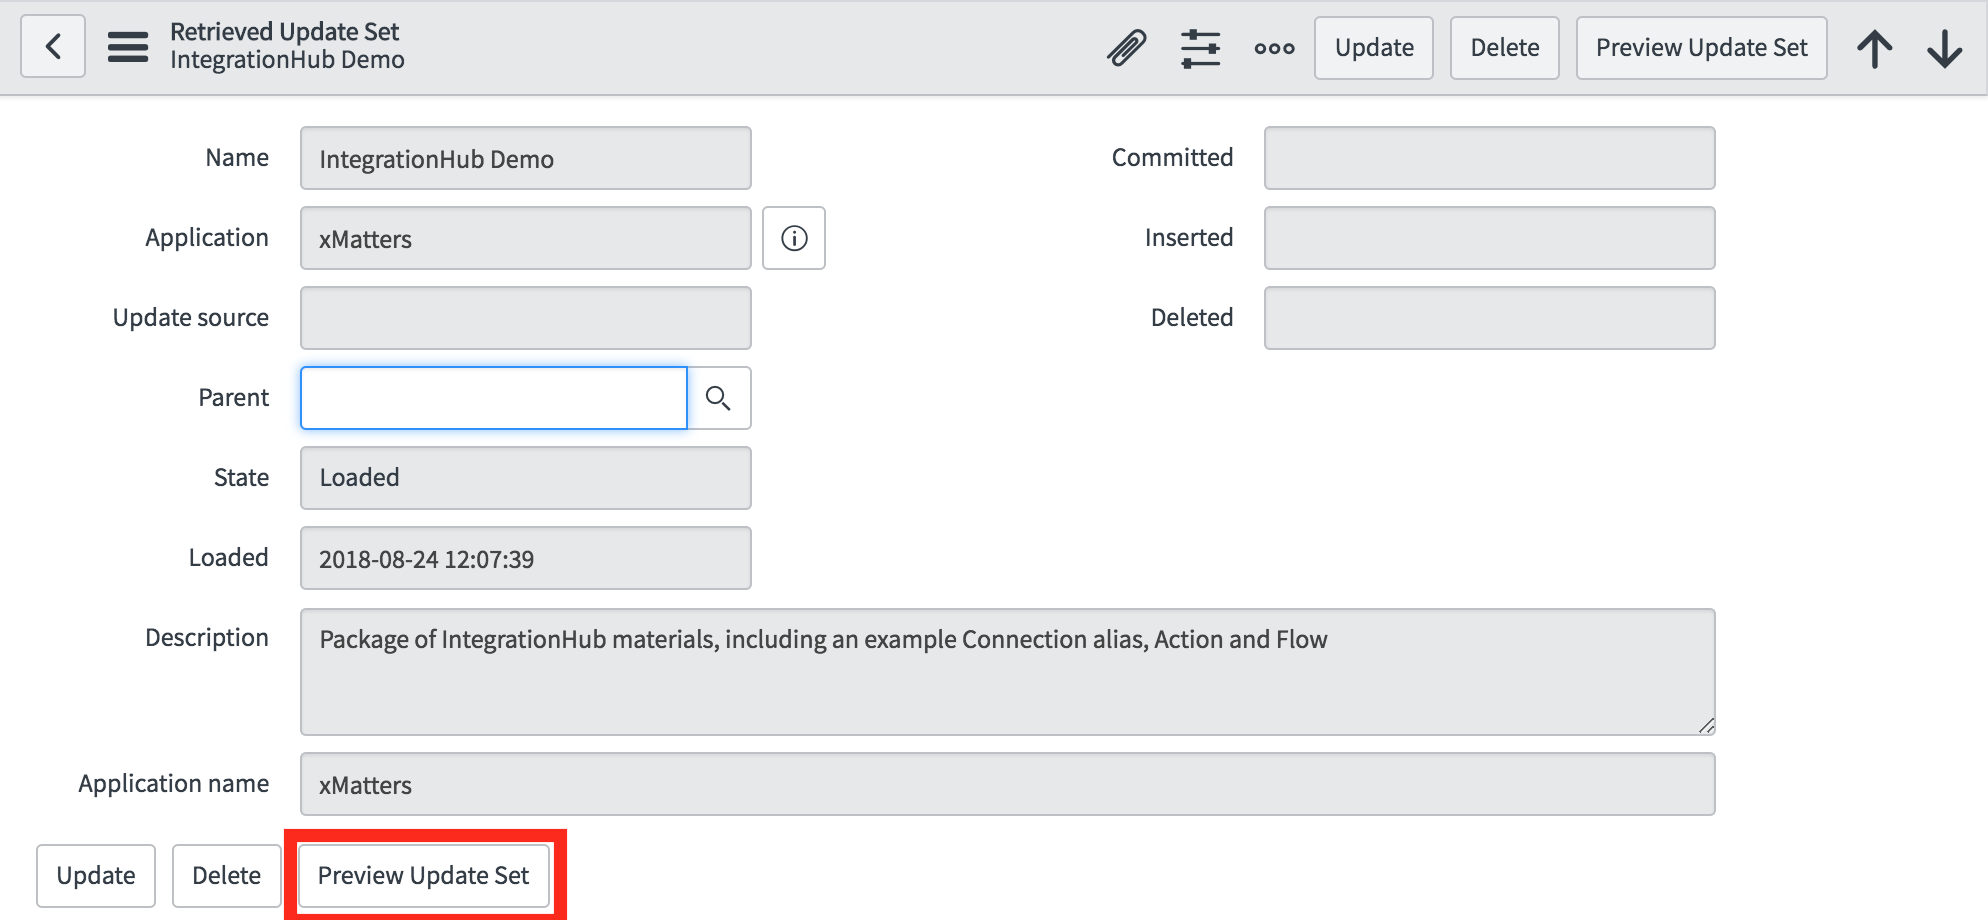 Retrieved Update Set
IntegrationHub Demo
Update
Delete
Preview Update Set
Name
IntegrationHub Demo
Committed
Application
xMatters
Inserted
Update source
Deleted
Parent
State
Loaded
Loaded
2018-08-24 12:07:39
Description
Package of IntegrationHub materials, including an example Connection alias, Action and Flow
Application name
xMatters
Update
Delete
Preview Update Set